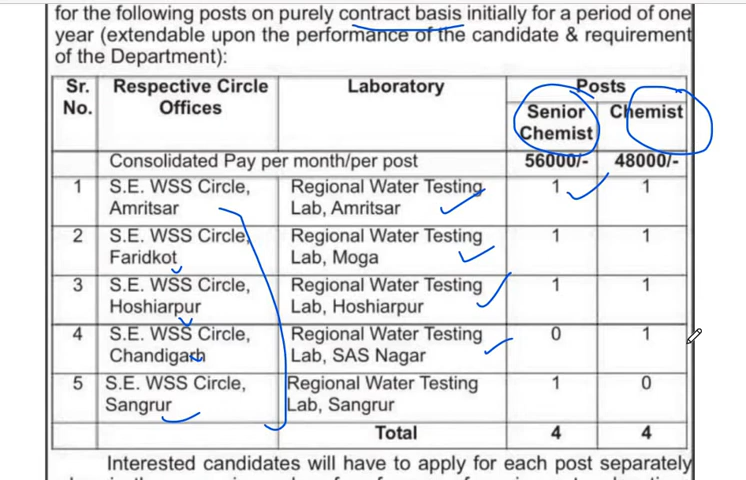 for the following posts on purely contract basis initially for a period of one
year (extendable upon the performance of the candidate & requirement
of the Department):
Sr. No. Respective Circle Offices Laboratory Posts
Senior Chemist Chemist
Consolidated Pay per month/per post 56000/- 48000/-
1 S.E. WSS Circle, Regional Water Testing 1 1
Amritsar Lab, Amritsar
2 S.E. WSS Circle, Regional Water Testing 1 1
Faridkot Lab, Moga
3 S.E. WSS Circle, Regional Water Testing 1 1
Hoshiarpur Lab, Hoshiarpur
4 S.E. WSS Circle, Regional Water Testing 0 1
Chandigarh Lab, SAS Nagar
5 S.E. WSS Circle, Regional Water Testing 1 0
Sangrur Lab, Sangrur
Total 4 4
Interested candidates will have to apply for each post separately